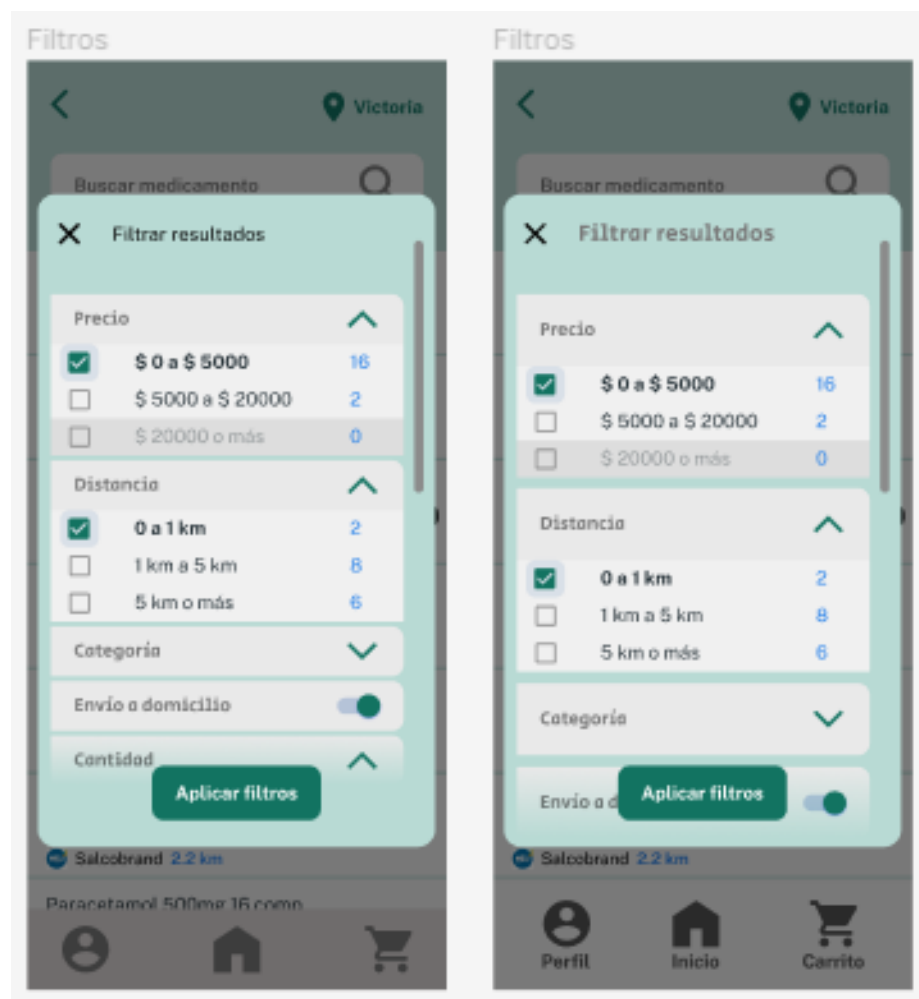 Filtros
Victoria
Buscar medicamento
Filtrar resultados
Precio
$ 0 a $ 5000 16
$ 5000 a $ 20000 2
$ 20000 o más 0
Distancia
0 a 1 km 2
1 km a 5 km 8
5 km o más 6
Categoría
Envío a domicilio
Cantidad
Aplicar filtros
Salcobrand 2.2 km
Paracetamol 500mg 16 comp
Filtros
Victoria
Buscar medicamento
Filtrar resultados
Precio
$ 0 a $ 5000 16
$ 5000 a $ 20000 2
$ 20000 o más 0
Distancia
0 a 1 km 2
1 km a 5 km 8
5 km o más 6
Categoría
Envío a d
Aplicar filtros
Salcobrand 2.2 km
Perfil Inicio Carrito